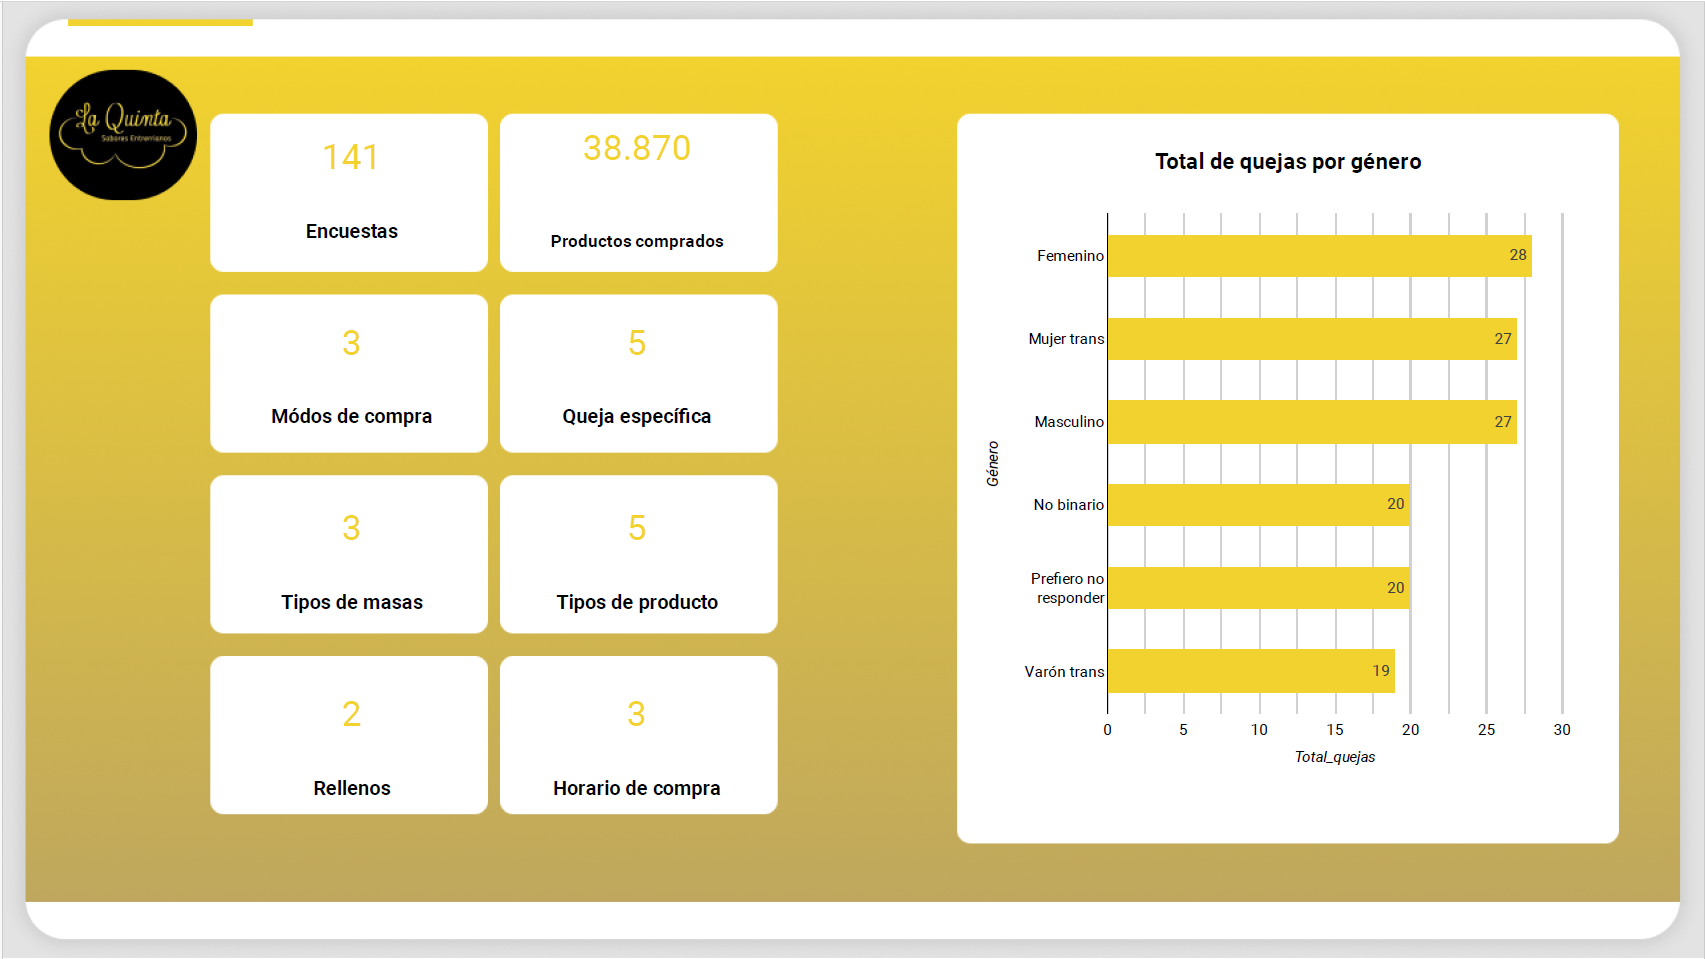 La Quinta
Sabores Entrerrianos
141
Encuestas
38.870
Productos comprados
3
Módos de compra
5
Queja específica
3
Tipos de masas
5
Tipos de producto
2
Rellenos
3
Horario de compra
Total de quejas por género
Género
Femenino
28
Mujer trans
27
Masculino
27
No binario
20
Prefiero no
responder
20
Varón trans
19
0 5 10 15 20 25 30
Total_quejas